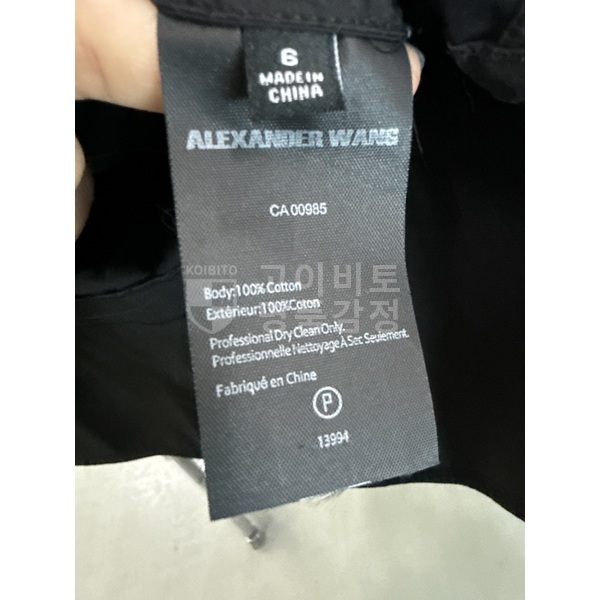 6
MADE IN
CHINA
ALEXANDER WANG
CA 00985
KOIBITO
고이비토
명품감정
Body:100% Cotton
Extérieur:100%Coton
Professional Dry Clean Only.
Professionnelle Nettoyage À Sec Seulement.
Fabriqué en Chine
P
13994